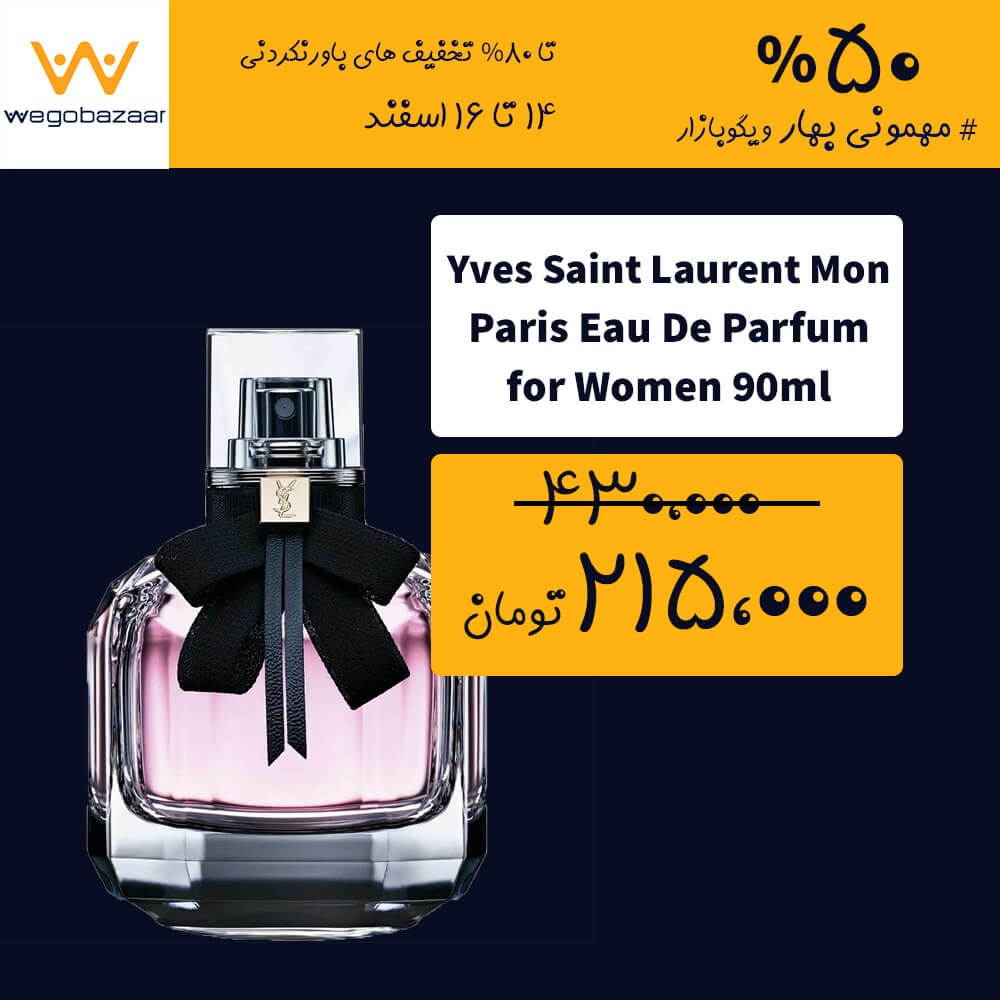 wegobazaar
تا ۸۰% تخفیف های باورنکردنی
۱۴ تا ۱۶ اسفند
%۵۰
# مهمونی بهار ویگوبازار
Yves Saint Laurent Mon
Paris Eau De Parfum
for Women 90ml
۴۳۰،۰۰۰
۲۱۵،۰۰۰ تومان
YSL